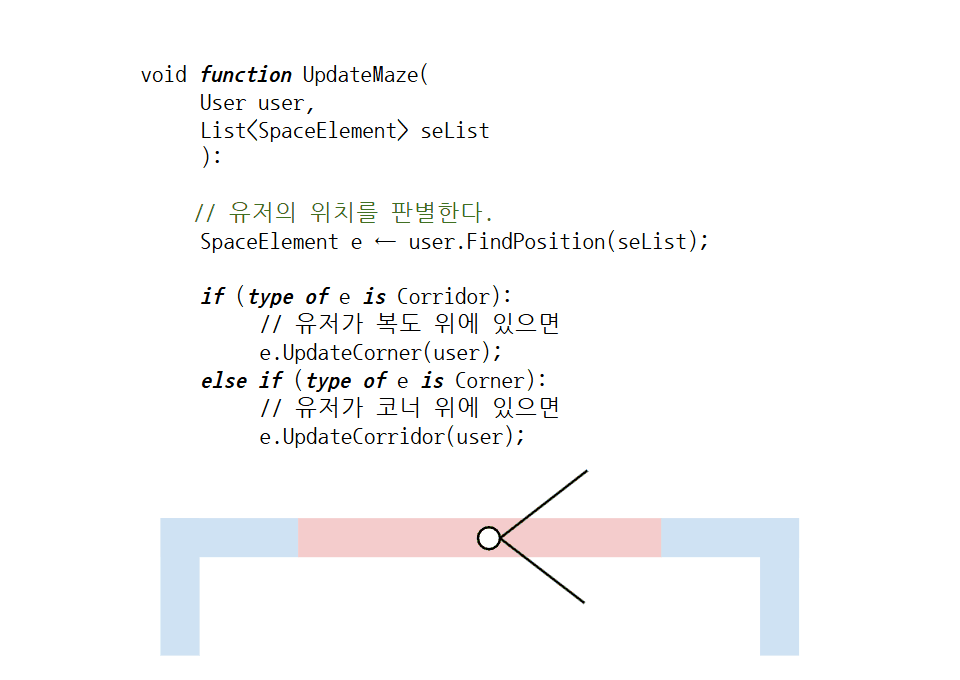 void function UpdateMaze(
User user,
List<SpaceElement> seList
):
// 유저의 위치를 판별한다.
SpaceElement e ← user.FindPosition(seList);
if (type of e is Corridor):
// 유저가 복도 위에 있으면
e.UpdateCorner(user);
else if (type of e is Corner):
// 유저가 코너 위에 있으면
e.UpdateCorridor(user);